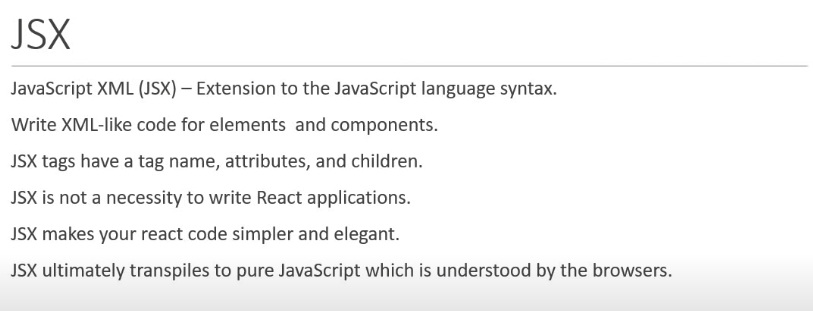 JSX
JavaScript XML (JSX) – Extension to the JavaScript language syntax.
Write XML-like code for elements and components.
JSX tags have a tag name, attributes, and children.
JSX is not a necessity to write React applications.
JSX makes your react code simpler and elegant.
JSX ultimately transpiles to pure JavaScript which is understood by the browsers.